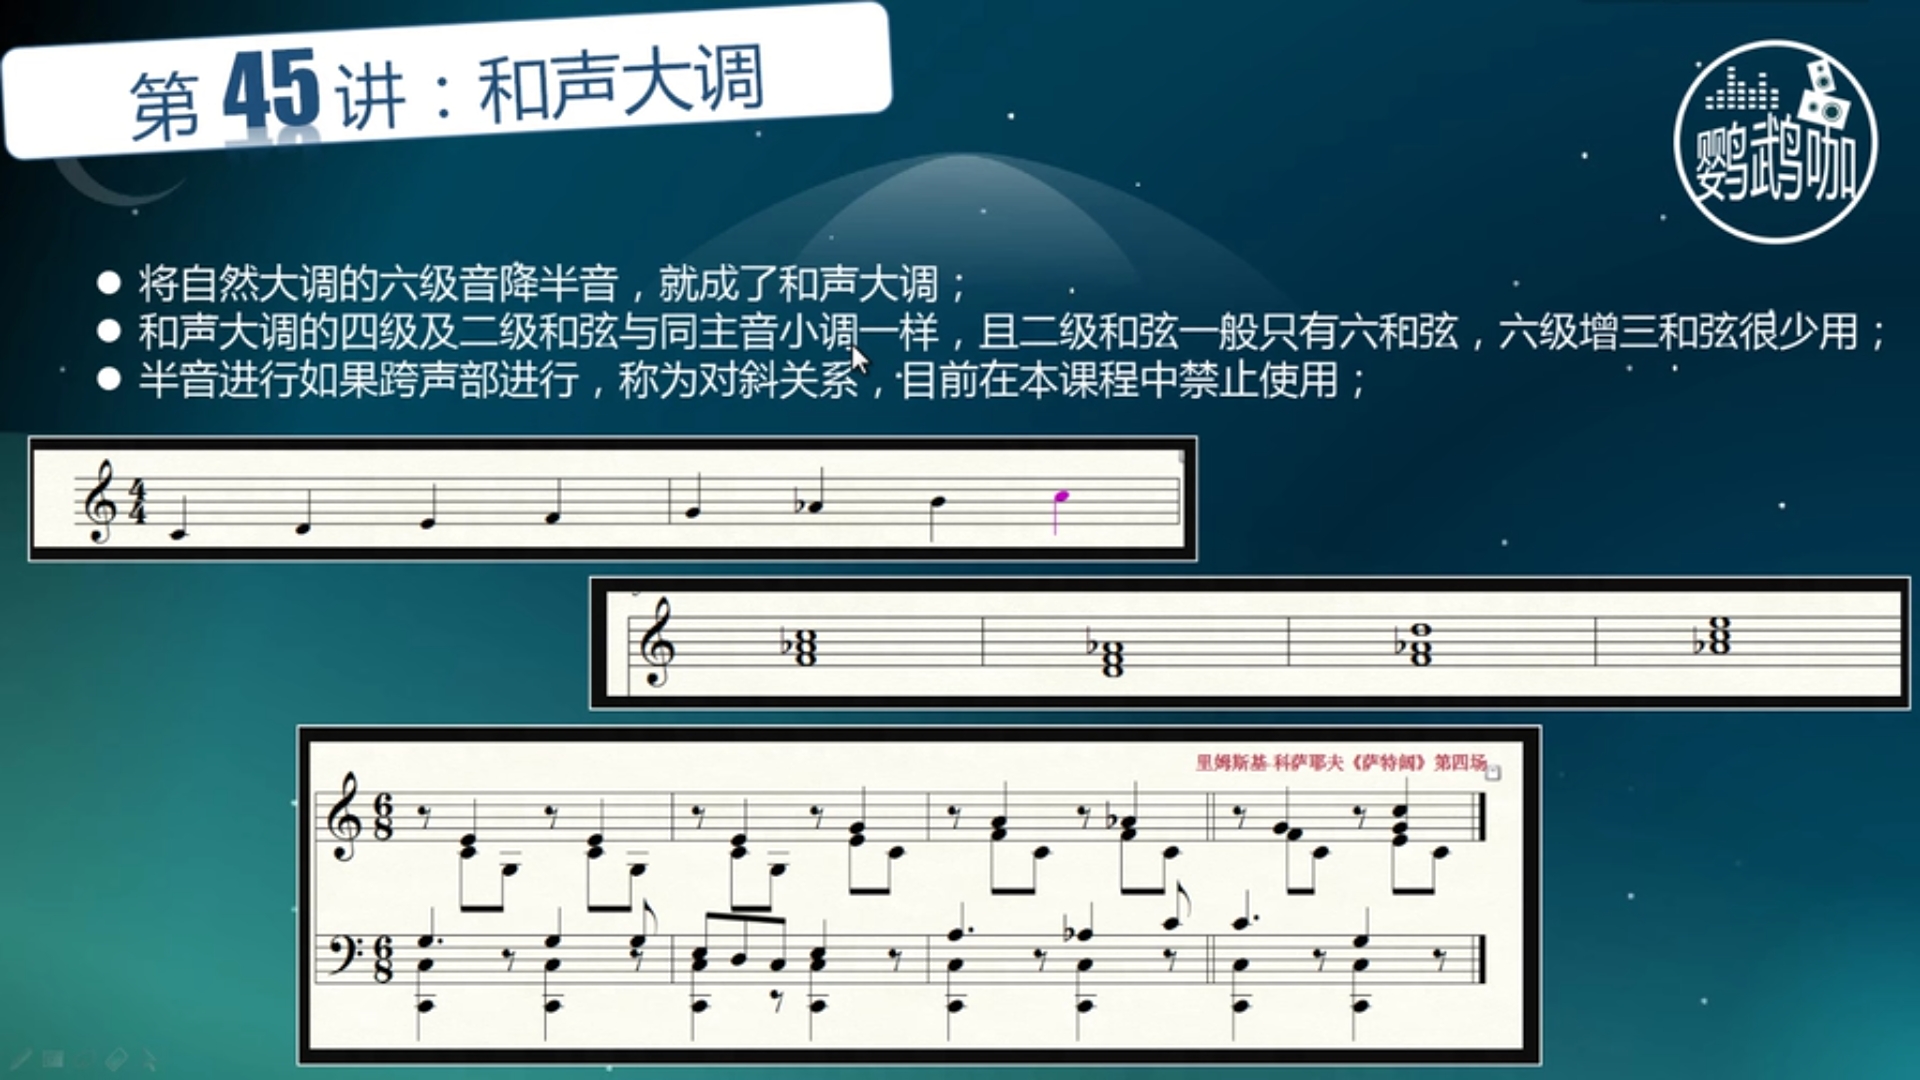 第45讲：和声大调
鹦鹉咖
● 将自然大调的六级音降半音，就成了和声大调；
● 和声大调的四级及二级和弦与同主音小调一样，且二级和弦一般只有六和弦，六级增三和弦很少用；
● 半音进行如果跨声部进行，称为对斜关系，目前在本课程中禁止使用；
4
4
里姆斯基-科萨耶夫《萨特阔》第四场
6
8
6
8